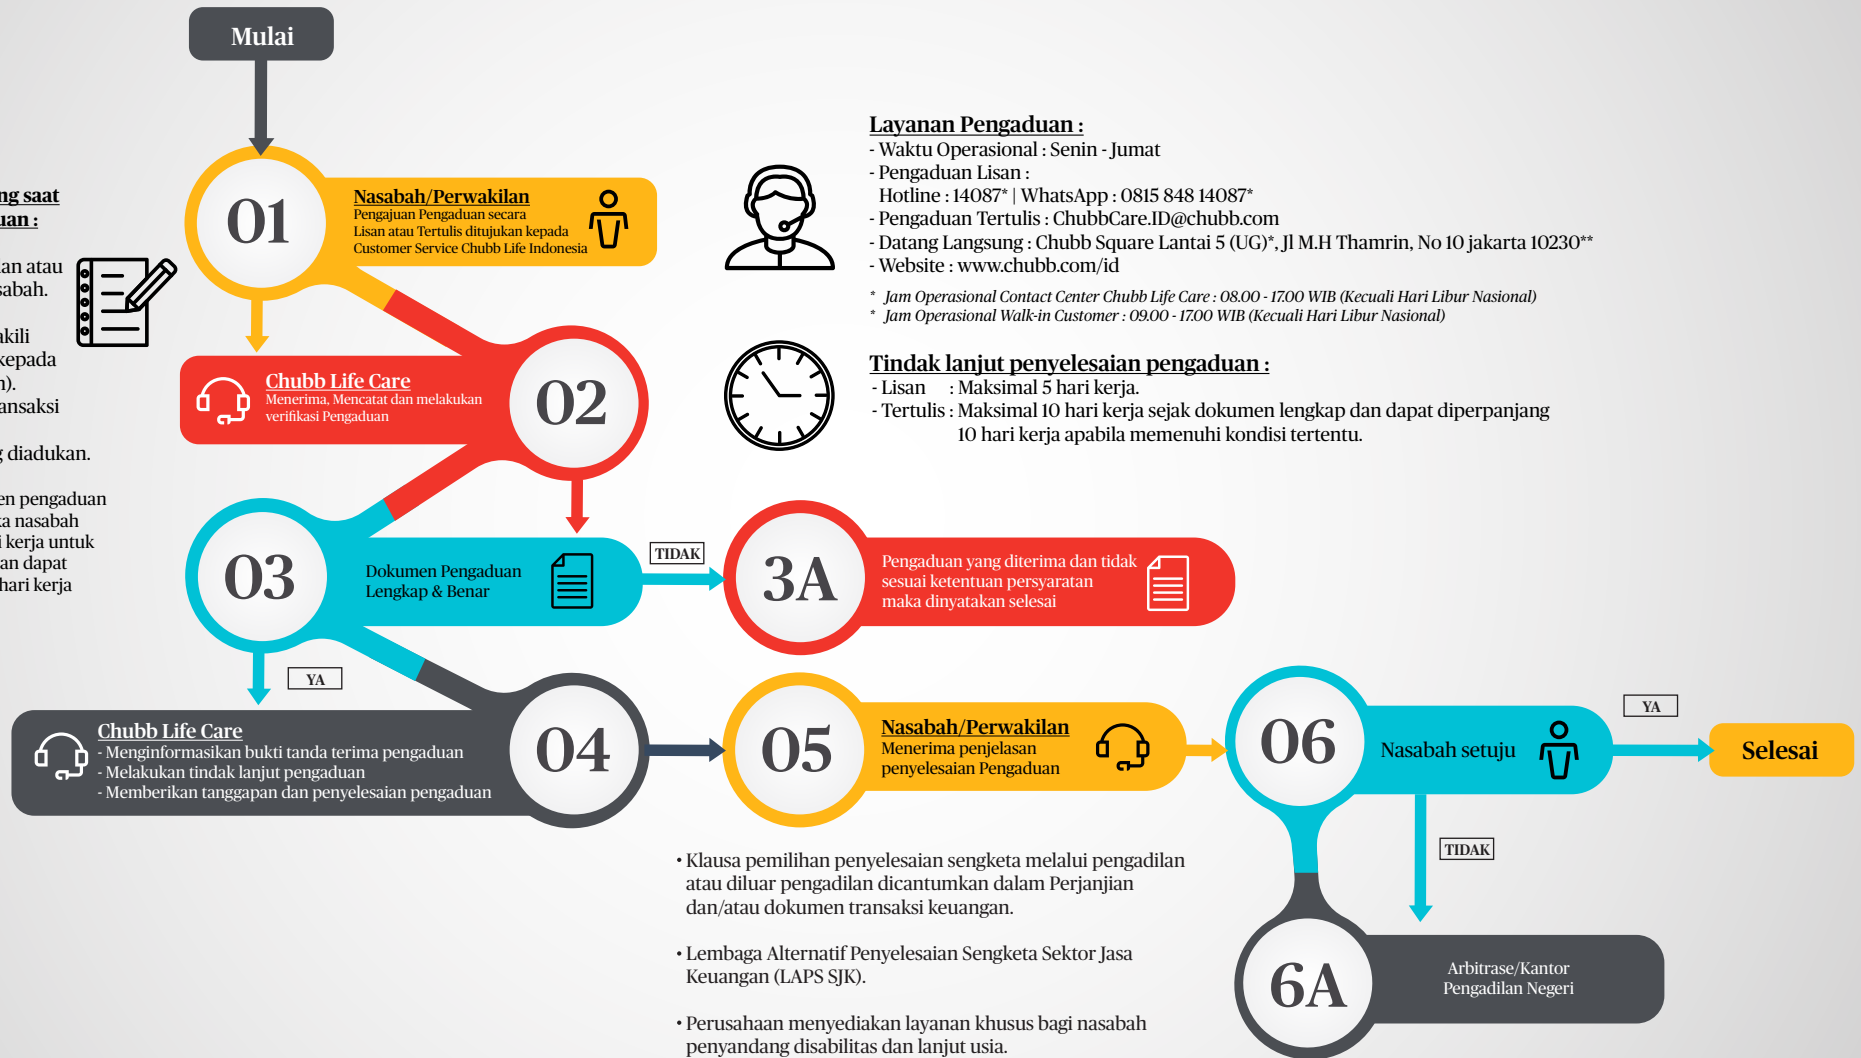 Mulai
01
Nasabah/Perwakilan
Pengajuan Pengaduan secara
Lisan atau Tertulis ditujukan kepada
Customer Service Chubb Life Indonesia
Layanan Pengaduan :
- Waktu Operasional : Senin - Jumat
- Pengaduan Lisan :
Hotline : 14087* | WhatsApp : 0815 848 14087*
- Pengaduan Tertulis : ChubbCare.ID@chubb.com
- Datang Langsung : Chubb Square Lantai 5 (UG)*, Jl M.H Thamrin, No 10 jakarta 10230**
- Website : www.chubb.com/id
* Jam Operasional Contact Center Chubb Life Care : 08.00 - 17.00 WIB (Kecuali Hari Libur Nasional)
* Jam Operasional Walk-in Customer : 09.00 - 17.00 WIB (Kecuali Hari Libur Nasional)
saat
:
atau
kepada
diadukan.
pengaduan
nasabah
kerja untuk
dapat
hari kerja
Chubb Life Care
Menerima, Mencatat dan melakukan
verifikasi Pengaduan
02
Tindak lanjut penyelesaian pengaduan :
- Lisan : Maksimal 5 hari kerja.
- Tertulis : Maksimal 10 hari kerja sejak dokumen lengkap dan dapat diperpanjang
10 hari kerja apabila memenuhi kondisi tertentu.
03
Dokumen Pengaduan
Lengkap & Benar
TIDAK
3A
Pengaduan yang diterima dan tidak
sesuai ketentuan persyaratan
maka dinyatakan selesai
YA
Chubb Life Care
- Menginformasikan bukti tanda terima pengaduan
- Melakukan tindak lanjut pengaduan
- Memberikan tanggapan dan penyelesaian pengaduan
04
05
Nasabah/Perwakilan
Menerima penjelasan
penyelesaian Pengaduan
06
Nasabah setuju
YA
Selesai
TIDAK
6A
Arbitrase/Kantor
Pengadilan Negeri
• Klausa pemilihan penyelesaian sengketa melalui pengadilan
atau diluar pengadilan dicantumkan dalam Perjanjian
dan/atau dokumen transaksi keuangan.
• Lembaga Alternatif Penyelesaian Sengketa Sektor Jasa
Keuangan (LAPS SJK).
• Perusahaan menyediakan layanan khusus bagi nasabah
penyandang disabilitas dan lanjut usia.